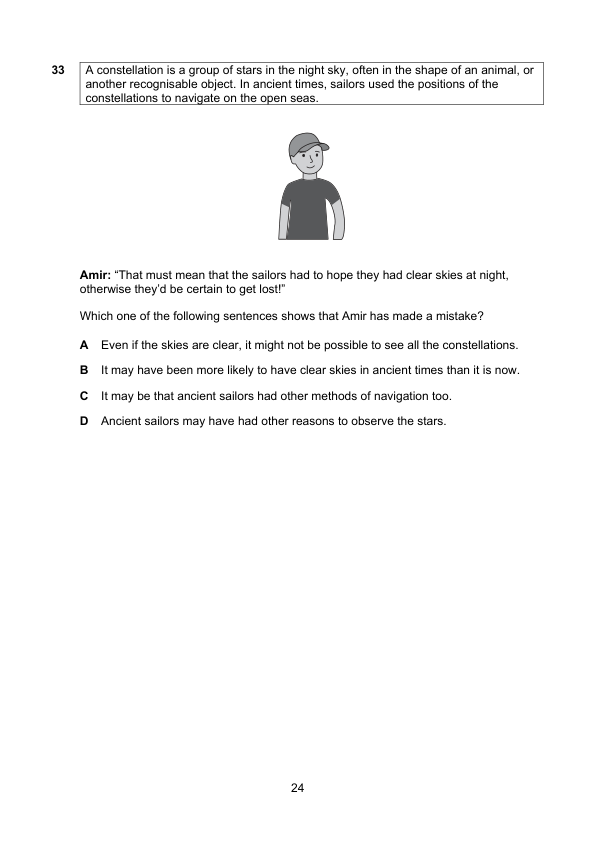 33
A constellation is a group of stars in the night sky, often in the shape of an animal, or
another recognisable object. In ancient times, sailors used the positions of the
constellations to navigate on the open seas.
Amir: “That must mean that the sailors had to hope they had clear skies at night,
otherwise they’d be certain to get lost!”
Which one of the following sentences shows that Amir has made a mistake?
A Even if the skies are clear, it might not be possible to see all the constellations.
B It may have been more likely to have clear skies in ancient times than it is now.
C It may be that ancient sailors had other methods of navigation too.
D Ancient sailors may have had other reasons to observe the stars.
24